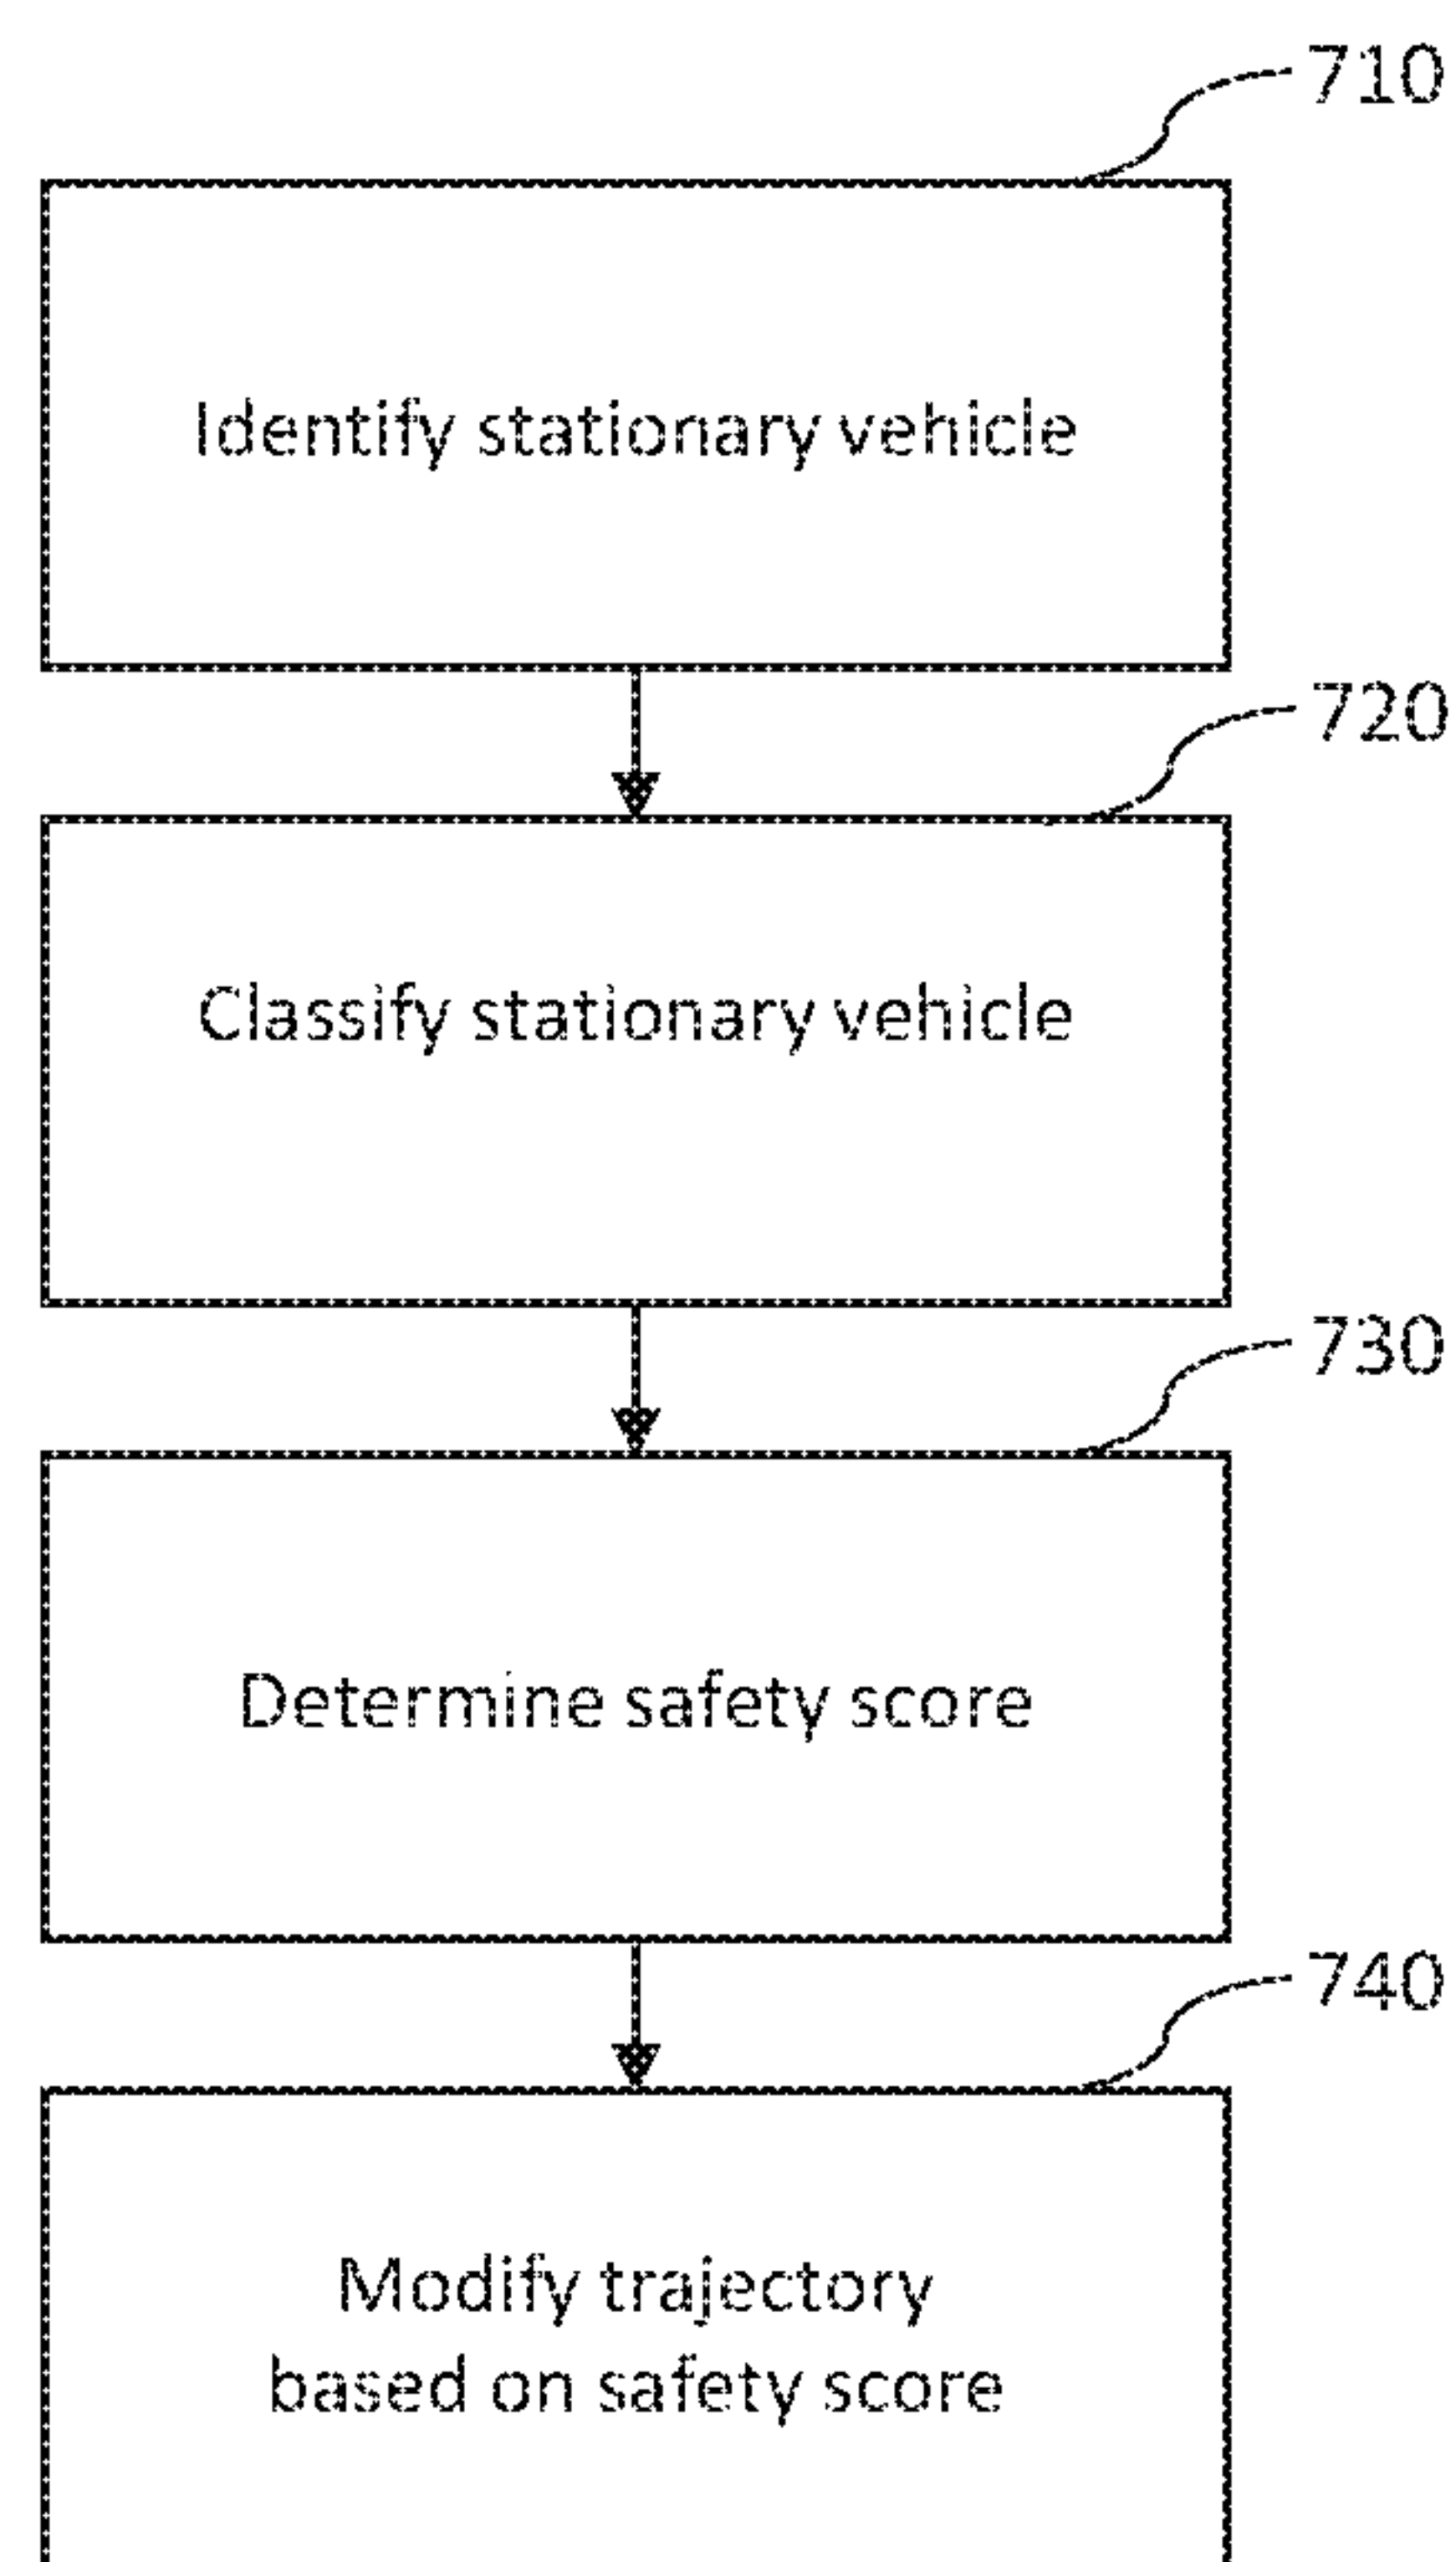 710
Identify stationary vehicle
720
Classify stationary vehicle
730
Determine safety score
740
Modify trajectory
based on safety score